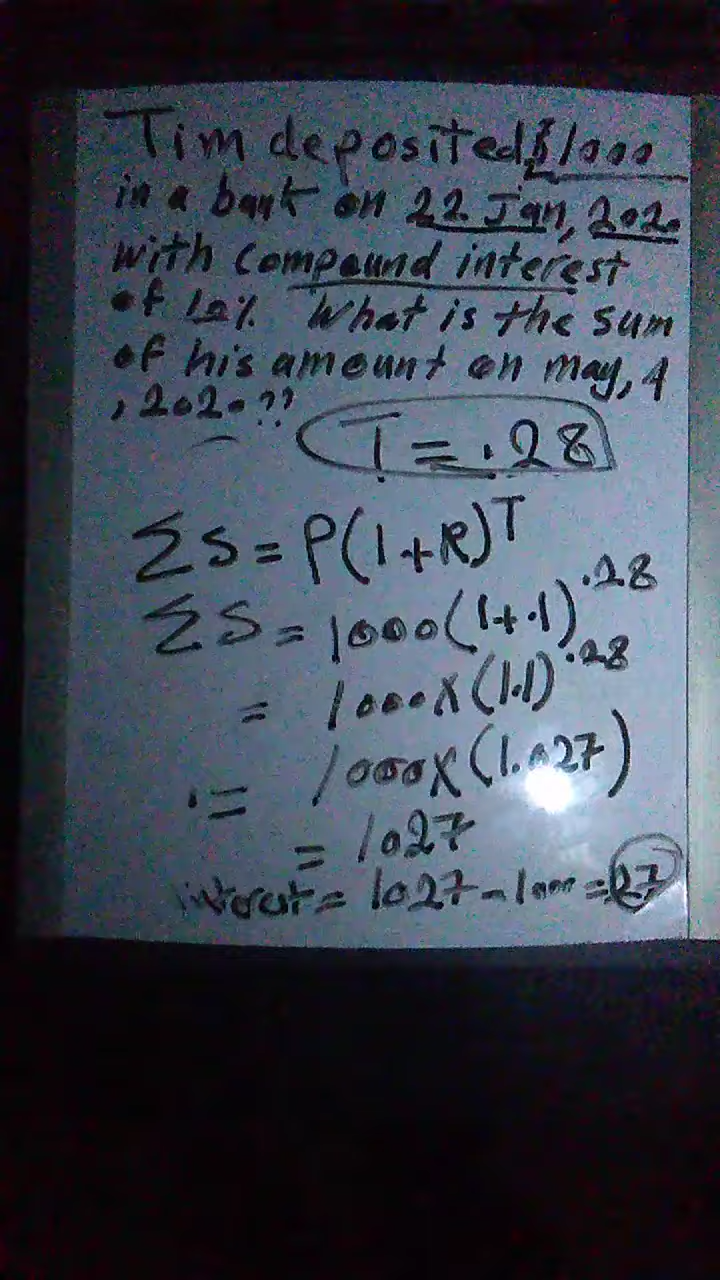 Tim deposited $1000
in a bank on 22 Jan, 2020
with compound interest
of 10% What is the sum
of his amount on may, 4
, 2020??
T = .28
ΣS = P(1+R)^T
ΣS = 1000(1+.1)^.28
= 1000X(1.1)^.28
= 1000X(1.027)
= 1027
interest = 1027-1000 = 27